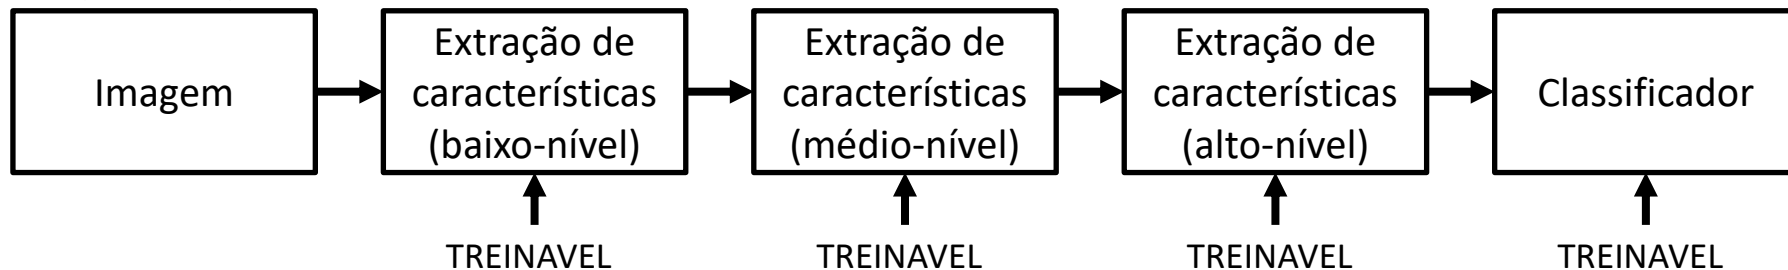 Imagem
Extração de
características
(baixo-nível)
Extração de
características
(médio-nível)
Extração de
características
(alto-nível)
Classificador
TREINAVEL
TREINAVEL
TREINAVEL
TREINAVEL